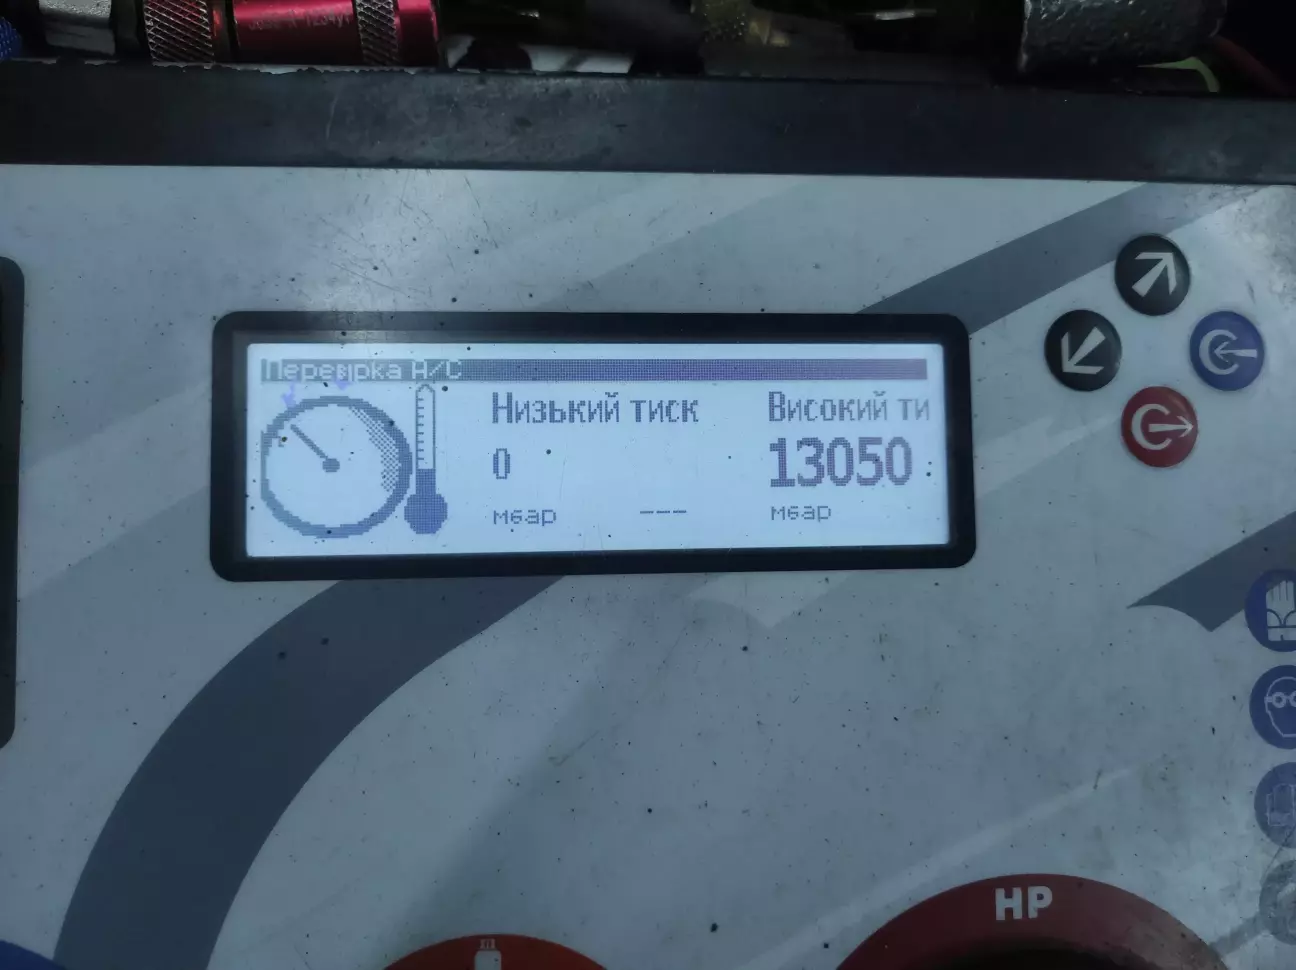 Перевірка A/C
Низький тиск
Високий ти
0
13050
мбар
---
мбар
HP